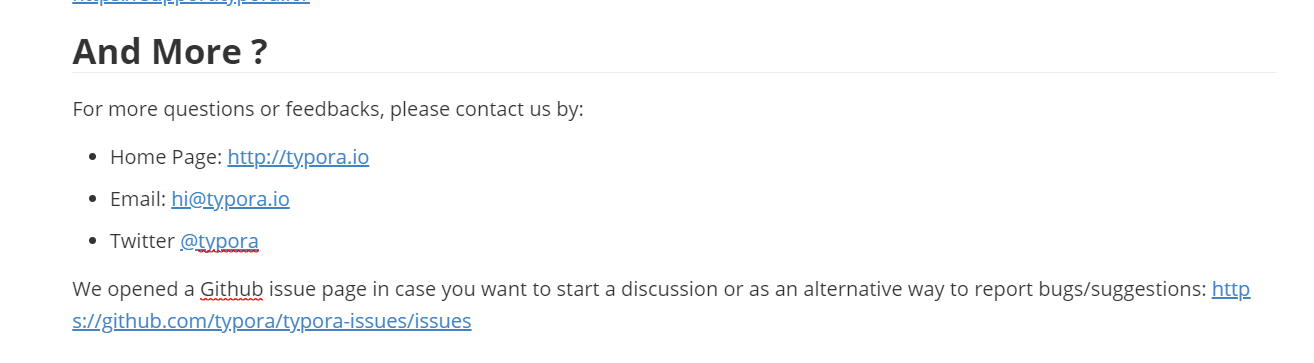 And More ?
For more questions or feedbacks, please contact us by:
Home Page: http://typora.io
Email: hi@typora.io
Twitter @typora
We opened a Github issue page in case you want to start a discussion or as an alternative way to report bugs/suggestions: http
s://github.com/typora/typora-issues/issues